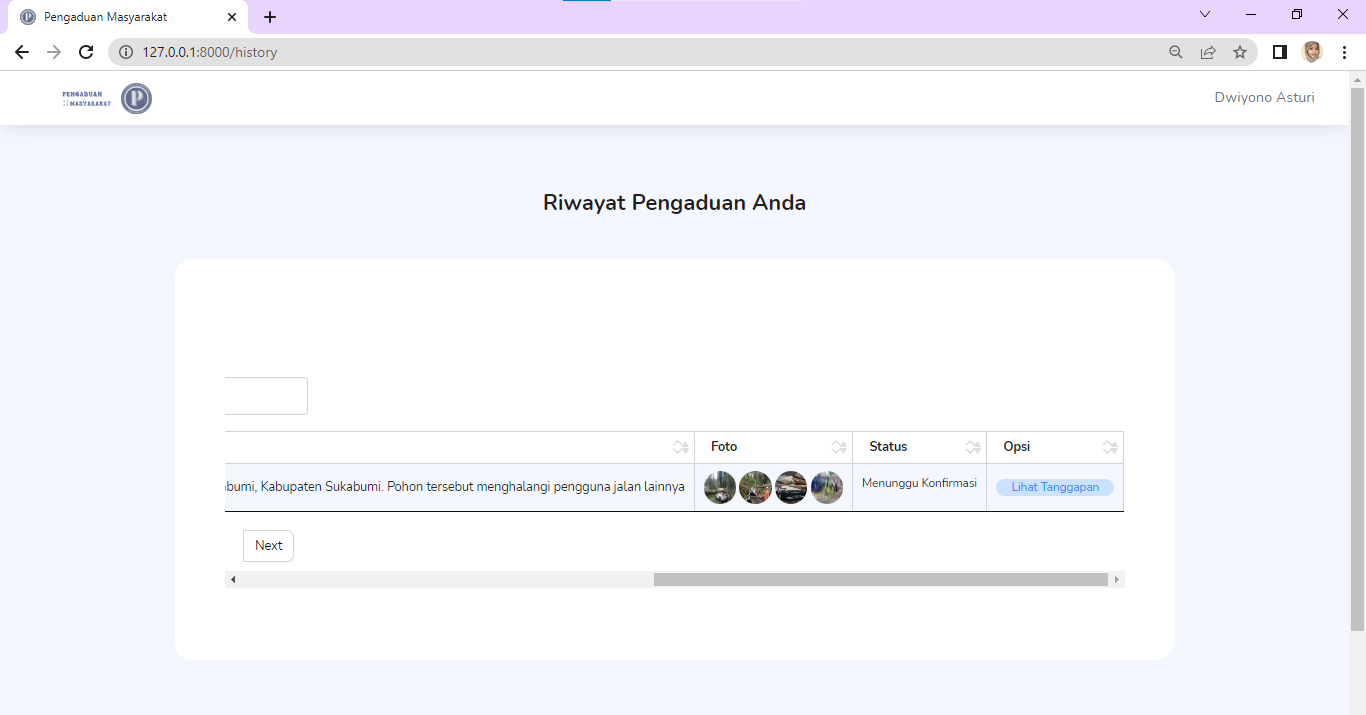 Pengaduan Masyarakat
127.0.0.1:8000/history
PENGADUAN
MASYARAKAT
P
Dwiyono Asturi
Riwayat Pengaduan Anda
Foto Status Opsi
bumi, Kabupaten Sukabumi. Pohon tersebut menghalangi pengguna jalan lainnya Menunggu Konfirmasi Lihat Tanggapan
Next